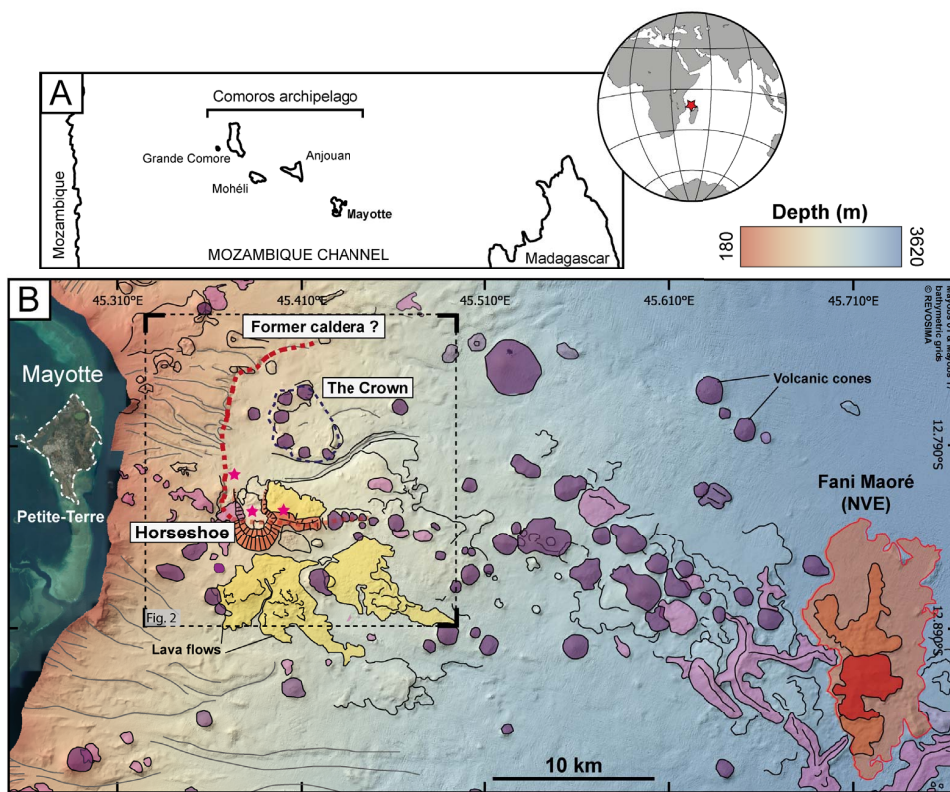 A
Comoros archipelago
Grande Comore
Anjouan
Mohéli
Mayotte
Mozambique
MOZAMBIQUE CHANNEL
Madagascar
Depth (m)
180
3620
B
45.310°E
45.410°E
45.510°E
45.610°E
45.710°E
bathymetric grids
© REVOSIMA
Former caldera ?
Mayotte
The Crown
Volcanic cones
12.790°S
Fani Maoré
(NVE)
Petite-Terre
Horseshoe
Fig. 2
12.890°S
Lava flows
10 km